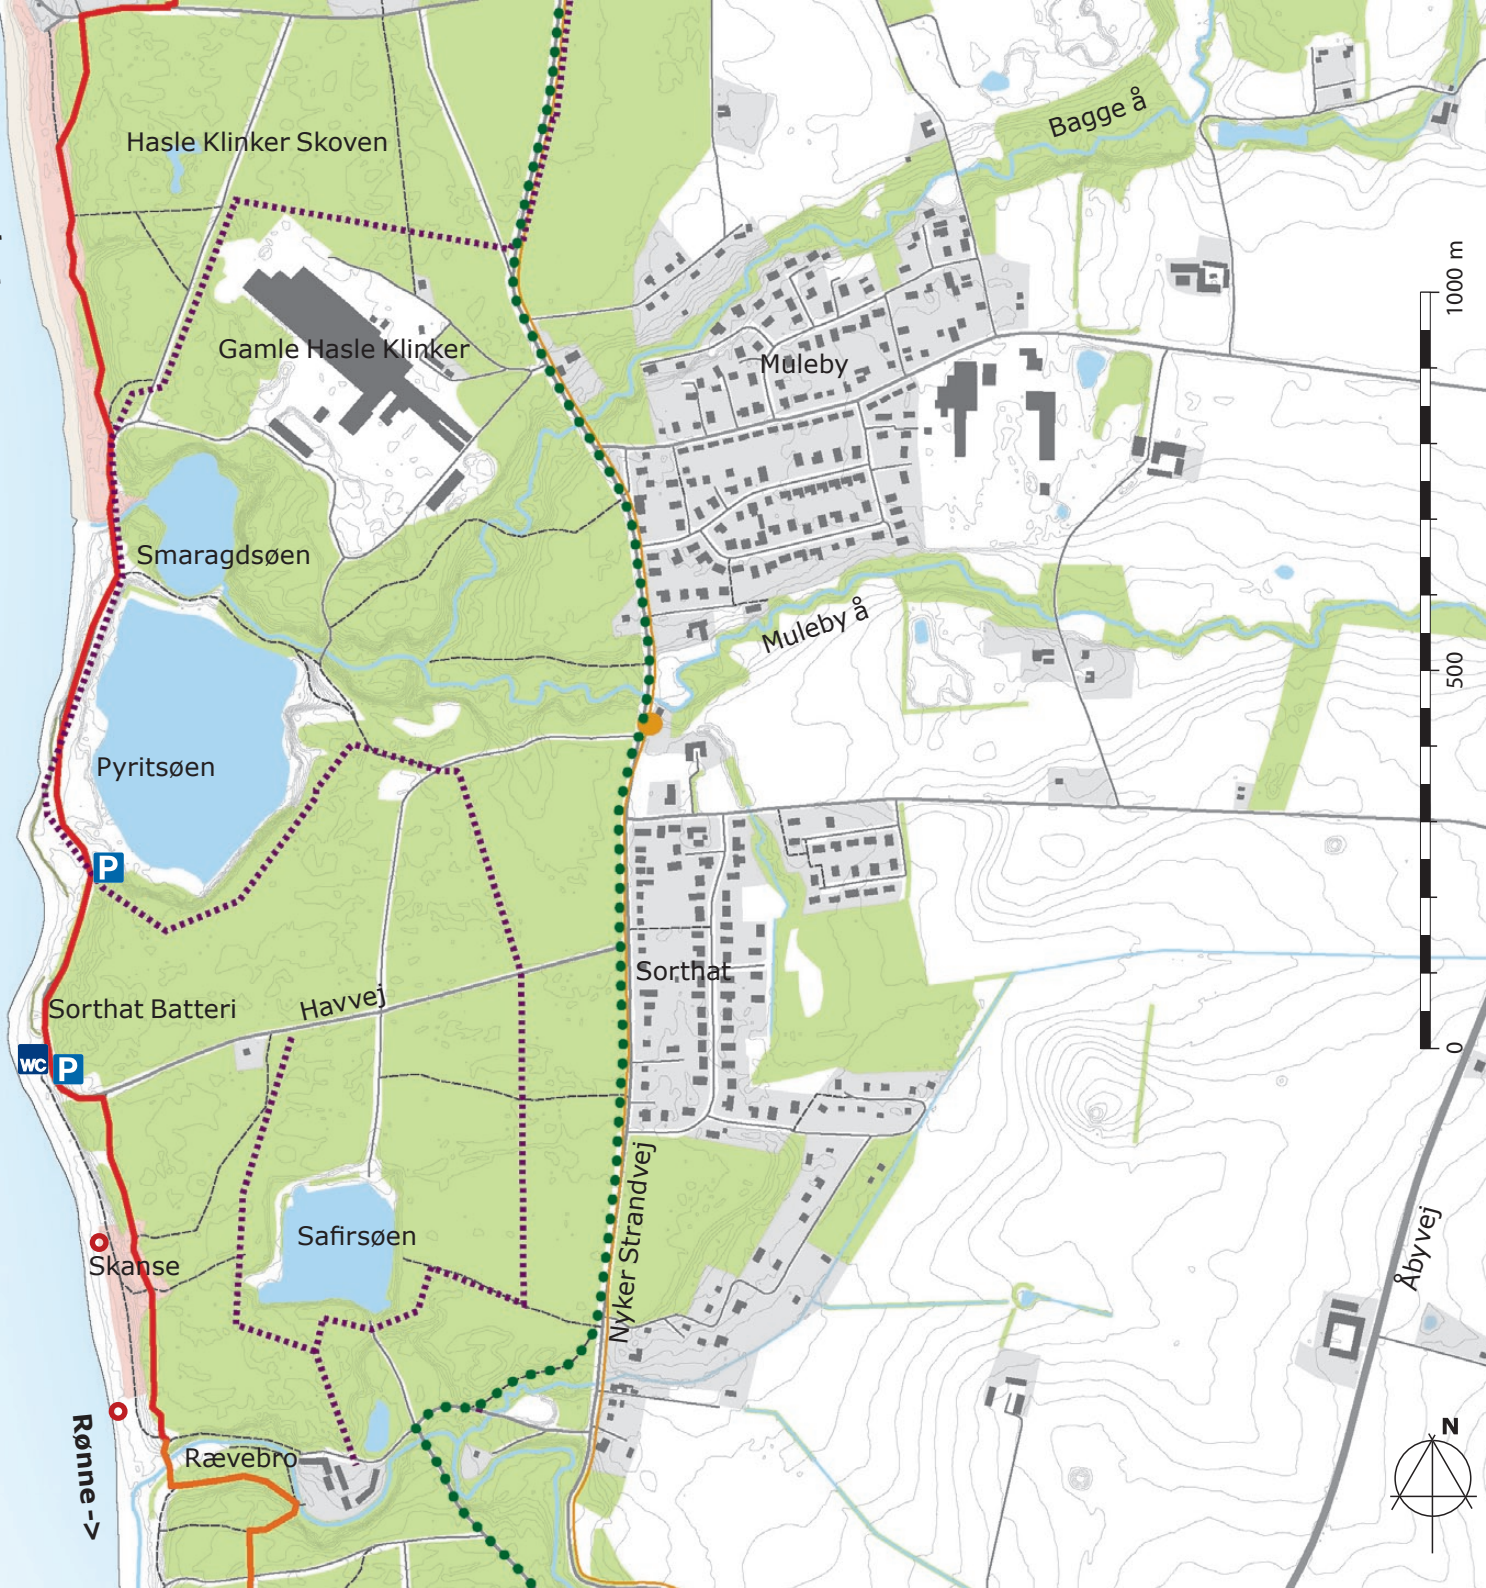 Bagge å
Hasle Klinker Skoven
1000 m
Gamle Hasle Klinker
Muleby
Smaragdsøen
Muleby å
500
Pyritsøen
P
Sorthat
Havvej
Sorthat Batteri
0
WC
P
Safirsøen
Skanse
Nyker Strandvej
Åbyvej
Rønne ->
N
Rævebro